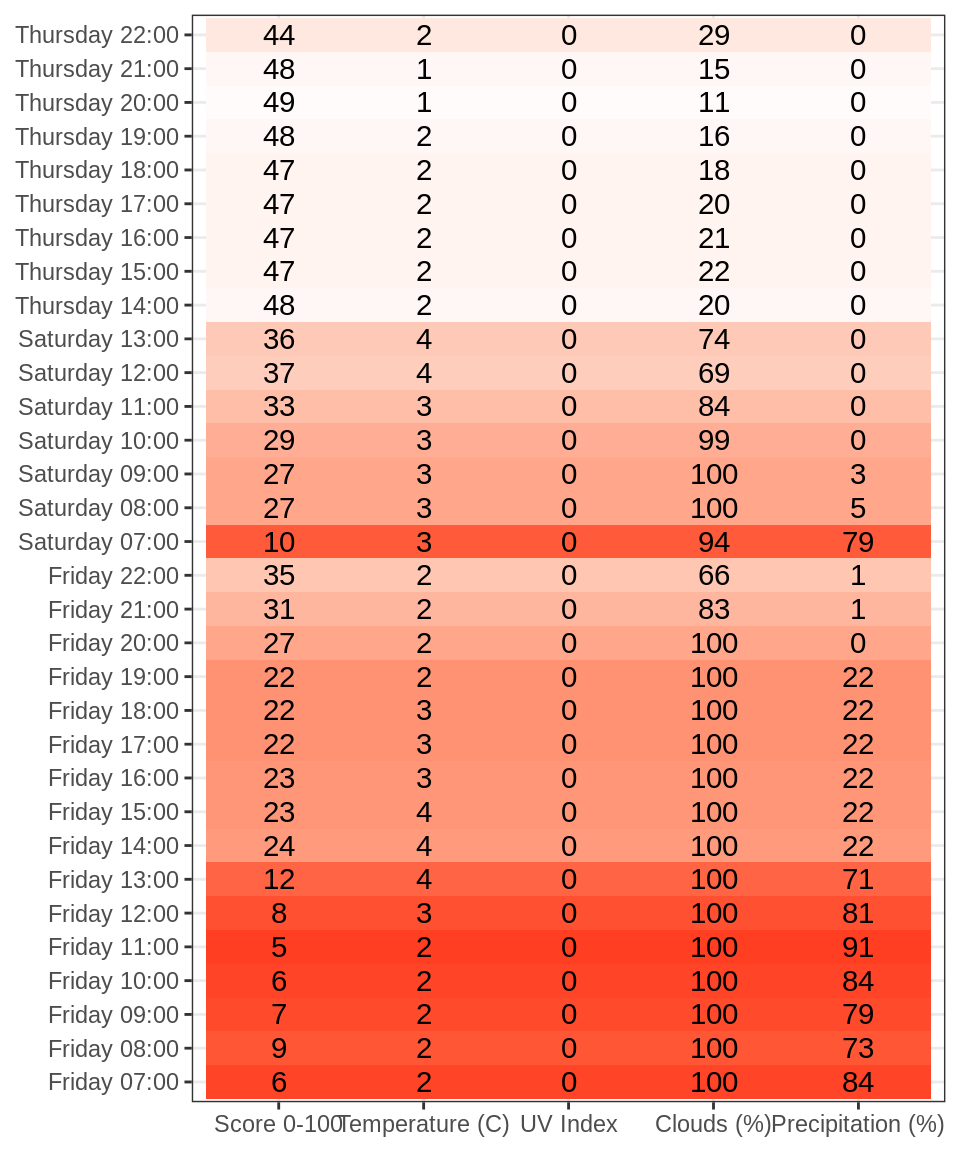 Thursday 22:00 44 2 0 29 0
Thursday 21:00 48 1 0 15 0
Thursday 20:00 49 1 0 11 0
Thursday 19:00 48 2 0 16 0
Thursday 18:00 47 2 0 18 0
Thursday 17:00 47 2 0 20 0
Thursday 16:00 47 2 0 21 0
Thursday 15:00 47 2 0 22 0
Thursday 14:00 48 2 0 20 0
Saturday 13:00 36 4 0 74 0
Saturday 12:00 37 4 0 69 0
Saturday 11:00 33 3 0 84 0
Saturday 10:00 29 3 0 99 0
Saturday 09:00 27 3 0 100 3
Saturday 08:00 27 3 0 100 5
Saturday 07:00 10 3 0 94 79
Friday 22:00 35 2 0 66 1
Friday 21:00 31 2 0 83 1
Friday 20:00 27 2 0 100 0
Friday 19:00 22 2 0 100 22
Friday 18:00 22 3 0 100 22
Friday 17:00 22 3 0 100 22
Friday 16:00 23 3 0 100 22
Friday 15:00 23 4 0 100 22
Friday 14:00 24 4 0 100 22
Friday 13:00 12 4 0 100 71
Friday 12:00 8 3 0 100 81
Friday 11:00 5 2 0 100 91
Friday 10:00 6 2 0 100 84
Friday 09:00 7 2 0 100 79
Friday 08:00 9 2 0 100 73
Friday 07:00 6 2 0 100 84
Score 0-100 Temperature (C) UV Index Clouds (%) Precipitation (%)